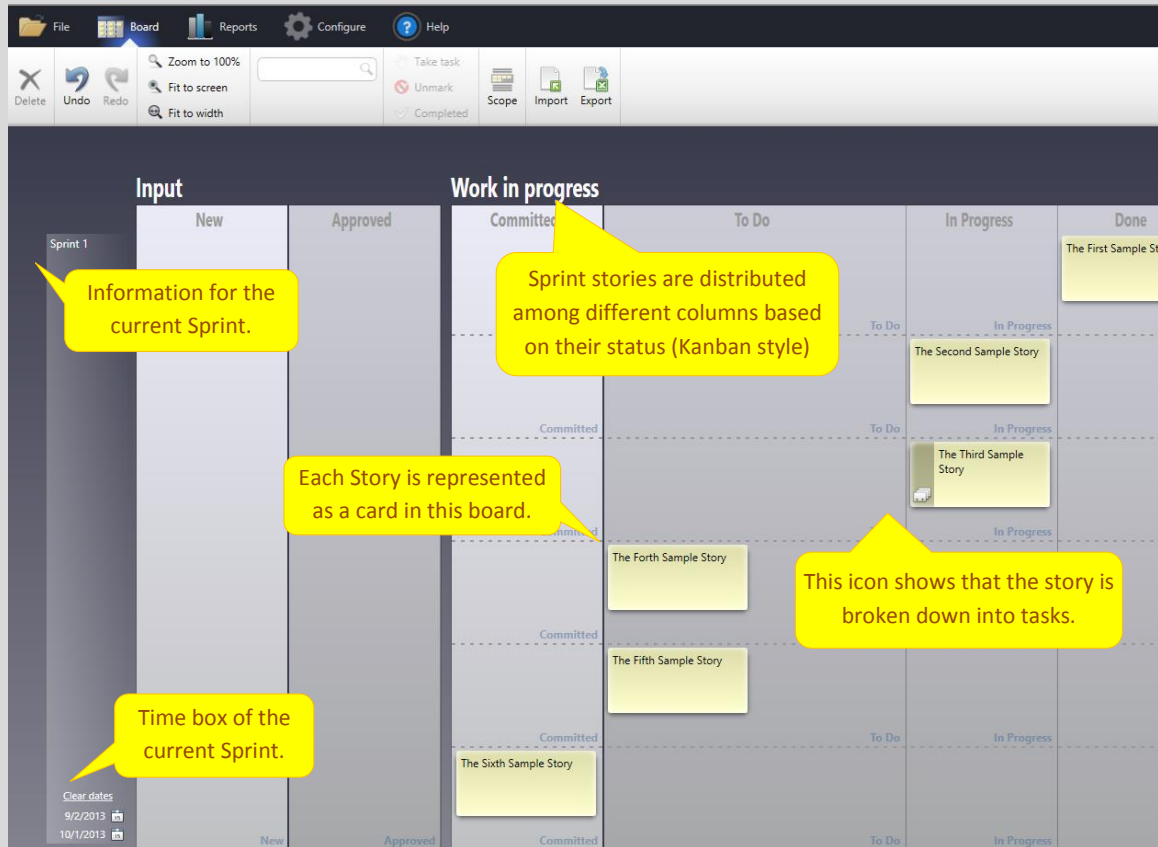 File Board Reports Configure Help
Delete Undo Redo
Zoom to 100%
Fit to screen
Fit to width
Take task
Unmark
Completed
Scope Import Export
Input
Work in progress
New Approved Committed To Do In Progress Done
Sprint 1
Information for the
current Sprint.
Sprint stories are distributed
among different columns based
on their status (Kanban style)
The First Sample St
To Do In Progress
The Second Sample Story
Committed To Do In Progress
Each Story is represented
as a card in this board.
The Third Sample
Story
In Progress
The Forth Sample Story
This icon shows that the story is
broken down into tasks.
Committed
The Fifth Sample Story
Time box of the
current Sprint.
Committed To Do In Progress
The Sixth Sample Story
Clear dates
9/2/2013 15
10/1/2013 15
New Approved Committed To Do In Progress